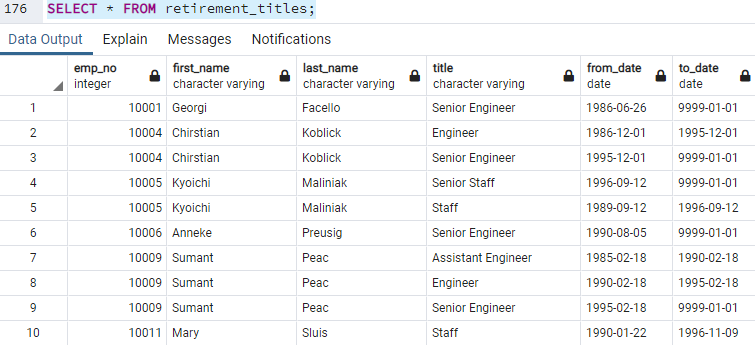 176 SELECT * FROM retirement_titles;
Data Output Explain Messages Notifications
emp_no first_name last_name title from_date to_date
integer character varying character varying character varying date date
1 10001 Georgi Facello Senior Engineer 1986-06-26 9999-01-01
2 10004 Chirstian Koblick Engineer 1986-12-01 1995-12-01
3 10004 Chirstian Koblick Senior Engineer 1995-12-01 9999-01-01
4 10005 Kyoichi Maliniak Senior Staff 1996-09-12 9999-01-01
5 10005 Kyoichi Maliniak Staff 1989-09-12 1996-09-12
6 10006 Anneke Preusig Senior Engineer 1990-08-05 9999-01-01
7 10009 Sumant Peac Assistant Engineer 1985-02-18 1990-02-18
8 10009 Sumant Peac Engineer 1990-02-18 1995-02-18
9 10009 Sumant Peac Senior Engineer 1995-02-18 9999-01-01
10 10011 Mary Sluis Staff 1990-01-22 1996-11-09